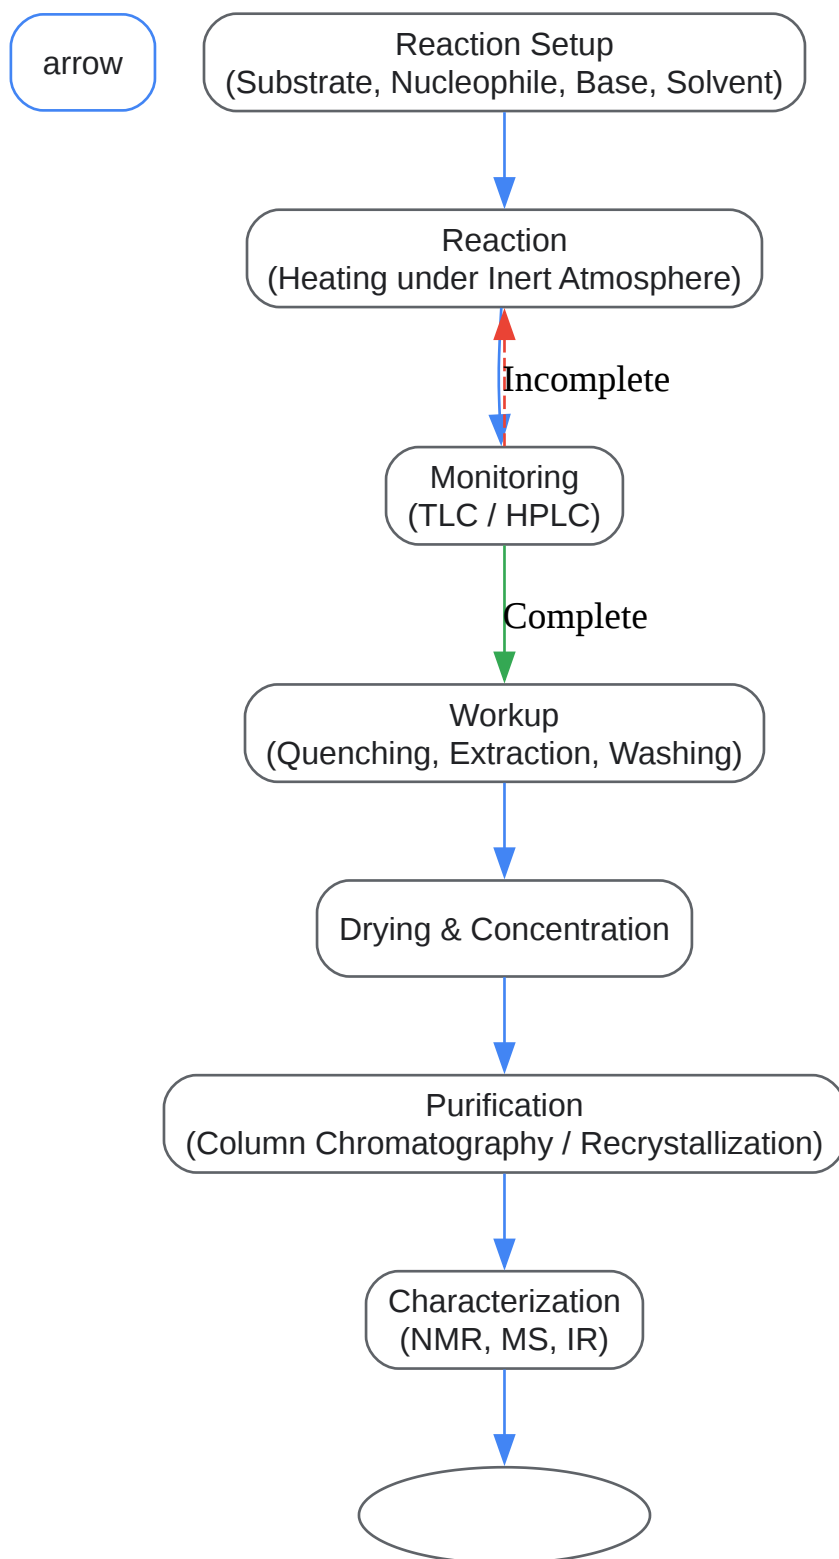 arrow
Reaction Setup
(Substrate, Nucleophile, Base, Solvent)
Reaction
(Heating under Inert Atmosphere)
Incomplete
Monitoring
(TLC / HPLC)
Complete
Workup
(Quenching, Extraction, Washing)
Drying & Concentration
Purification
(Column Chromatography / Recrystallization)
Characterization
(NMR, MS, IR)